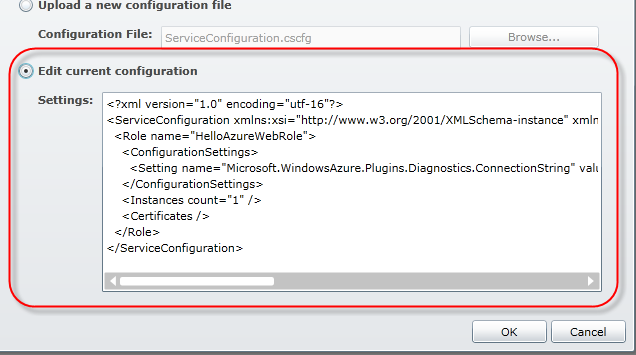 Upload a new configuration file
Configuration File: ServiceConfiguration.cscfg Browse...
Edit current configuration
Settings:
<?xml version="1.0" encoding="utf-16"?>
<ServiceConfiguration xmlns:xsi="http://www.w3.org/2001/XMLSchema-instance" xmln
<Role name="HelloAzureWebRole">
<ConfigurationSettings>
<Setting name="Microsoft.WindowsAzure.Plugins.Diagnostics.ConnectionString" valu
</ConfigurationSettings>
<Instances count="1" />
<Certificates />
</Role>
</ServiceConfiguration>
OK Cancel